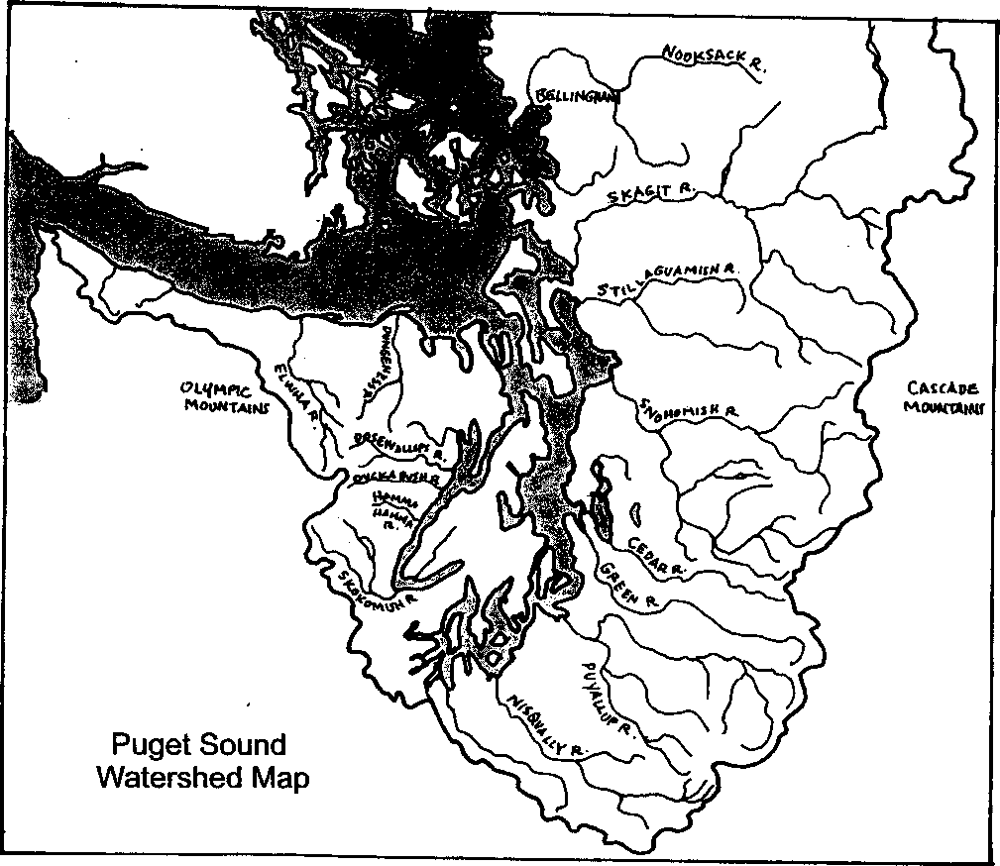 NOOKSACK R.
BELLINGHAM
SKAGIT R.
STILLAGUAMISH R.
DUNGENESS R.
ELWHA R.
OLYMPIC
MOUNTAINS
CASCADE
MOUNTAINS
SNOHOMISH R.
DOSEWALLIPS R.
DUCKABUSH R.
HAMMA
HAMMA
R.
CEDAR R.
GREEN R.
SKOKOMISH R
PUYALLUP R.
NISQUALLY R.
Puget Sound
Watershed Map